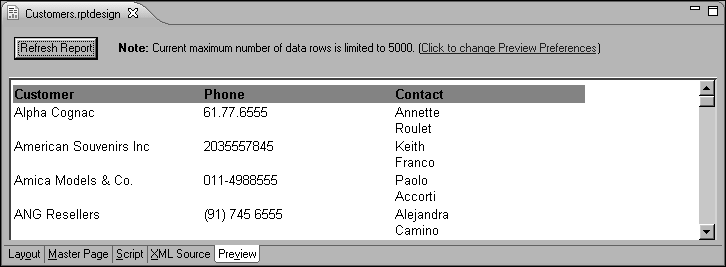 Customers.rptdesign
Refresh Report Note: Current maximum number of data rows is limited to 5000. (Click to change Preview Preferences)
Customer Phone Contact
Alpha Cognac 61.77.6555 Annette
Roulet
American Souvenirs Inc 2035557845 Keith
Franco
Amica Models & Co. 011-4988555 Paolo
Accorti
ANG Resellers (91) 745 6555 Alejandra
Camino
Layout Master Page Script XML Source Preview